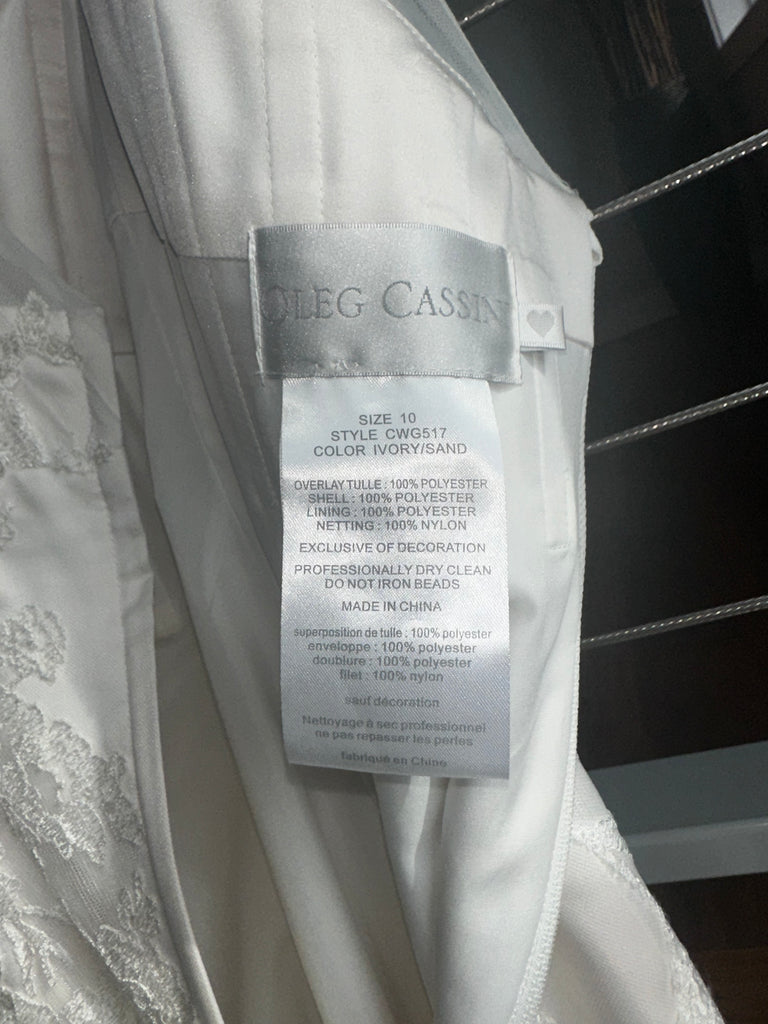 OLEG CASSIN
SIZE 10
STYLE CWG517
COLOR IVORY/SAND
OVERLAY TULLE : 100% POLYESTER
SHELL : 100% POLYESTER
LINING : 100% POLYESTER
NETTING : 100% NYLON
EXCLUSIVE OF DECORATION
PROFESSIONALLY DRY CLEAN
DO NOT IRON BEADS
MADE IN CHINA
superposition de tulle : 100% polyester
enveloppe : 100% polyester
doublure : 100% polyester
filet : 100% nylon
sauf décoration
Nettoyage à sec professionnel
ne pas repasser les perles
fabriqué en Chine